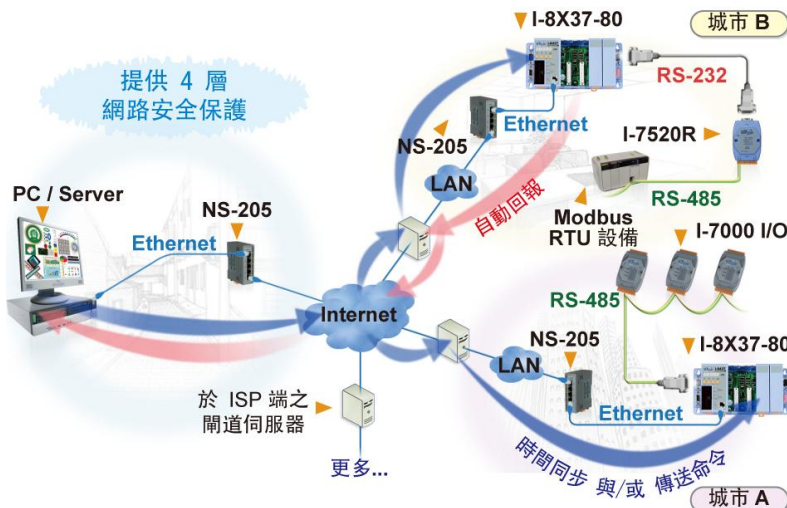 I-8X37-80
城市 B
提供 4 層
網路安全保護
RS-232
NS-205
Ethernet
I-7520R
LAN
RS-485
PC / Server
NS-205
Ethernet
自動回報
Modbus
RTU 設備
I-7000 I/O
Internet
RS-485
NS-205
I-8X37-80
LAN
於 ISP 端之
閘道伺服器
Ethernet
更多...
時間同步 與/或 傳送命令
城市 A